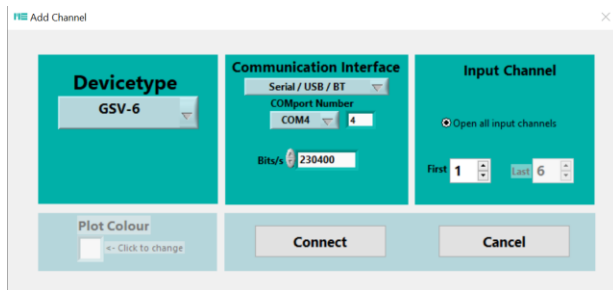 ME Add Channel
Devicetype
GSV-6
Communication Interface
Serial / USB / BT
COMport Number
COM4 4
Bits/s 230400
Input Channel
Open all input channels
First 1 Last 6
Plot Colour
<- Click to change
Connect
Cancel